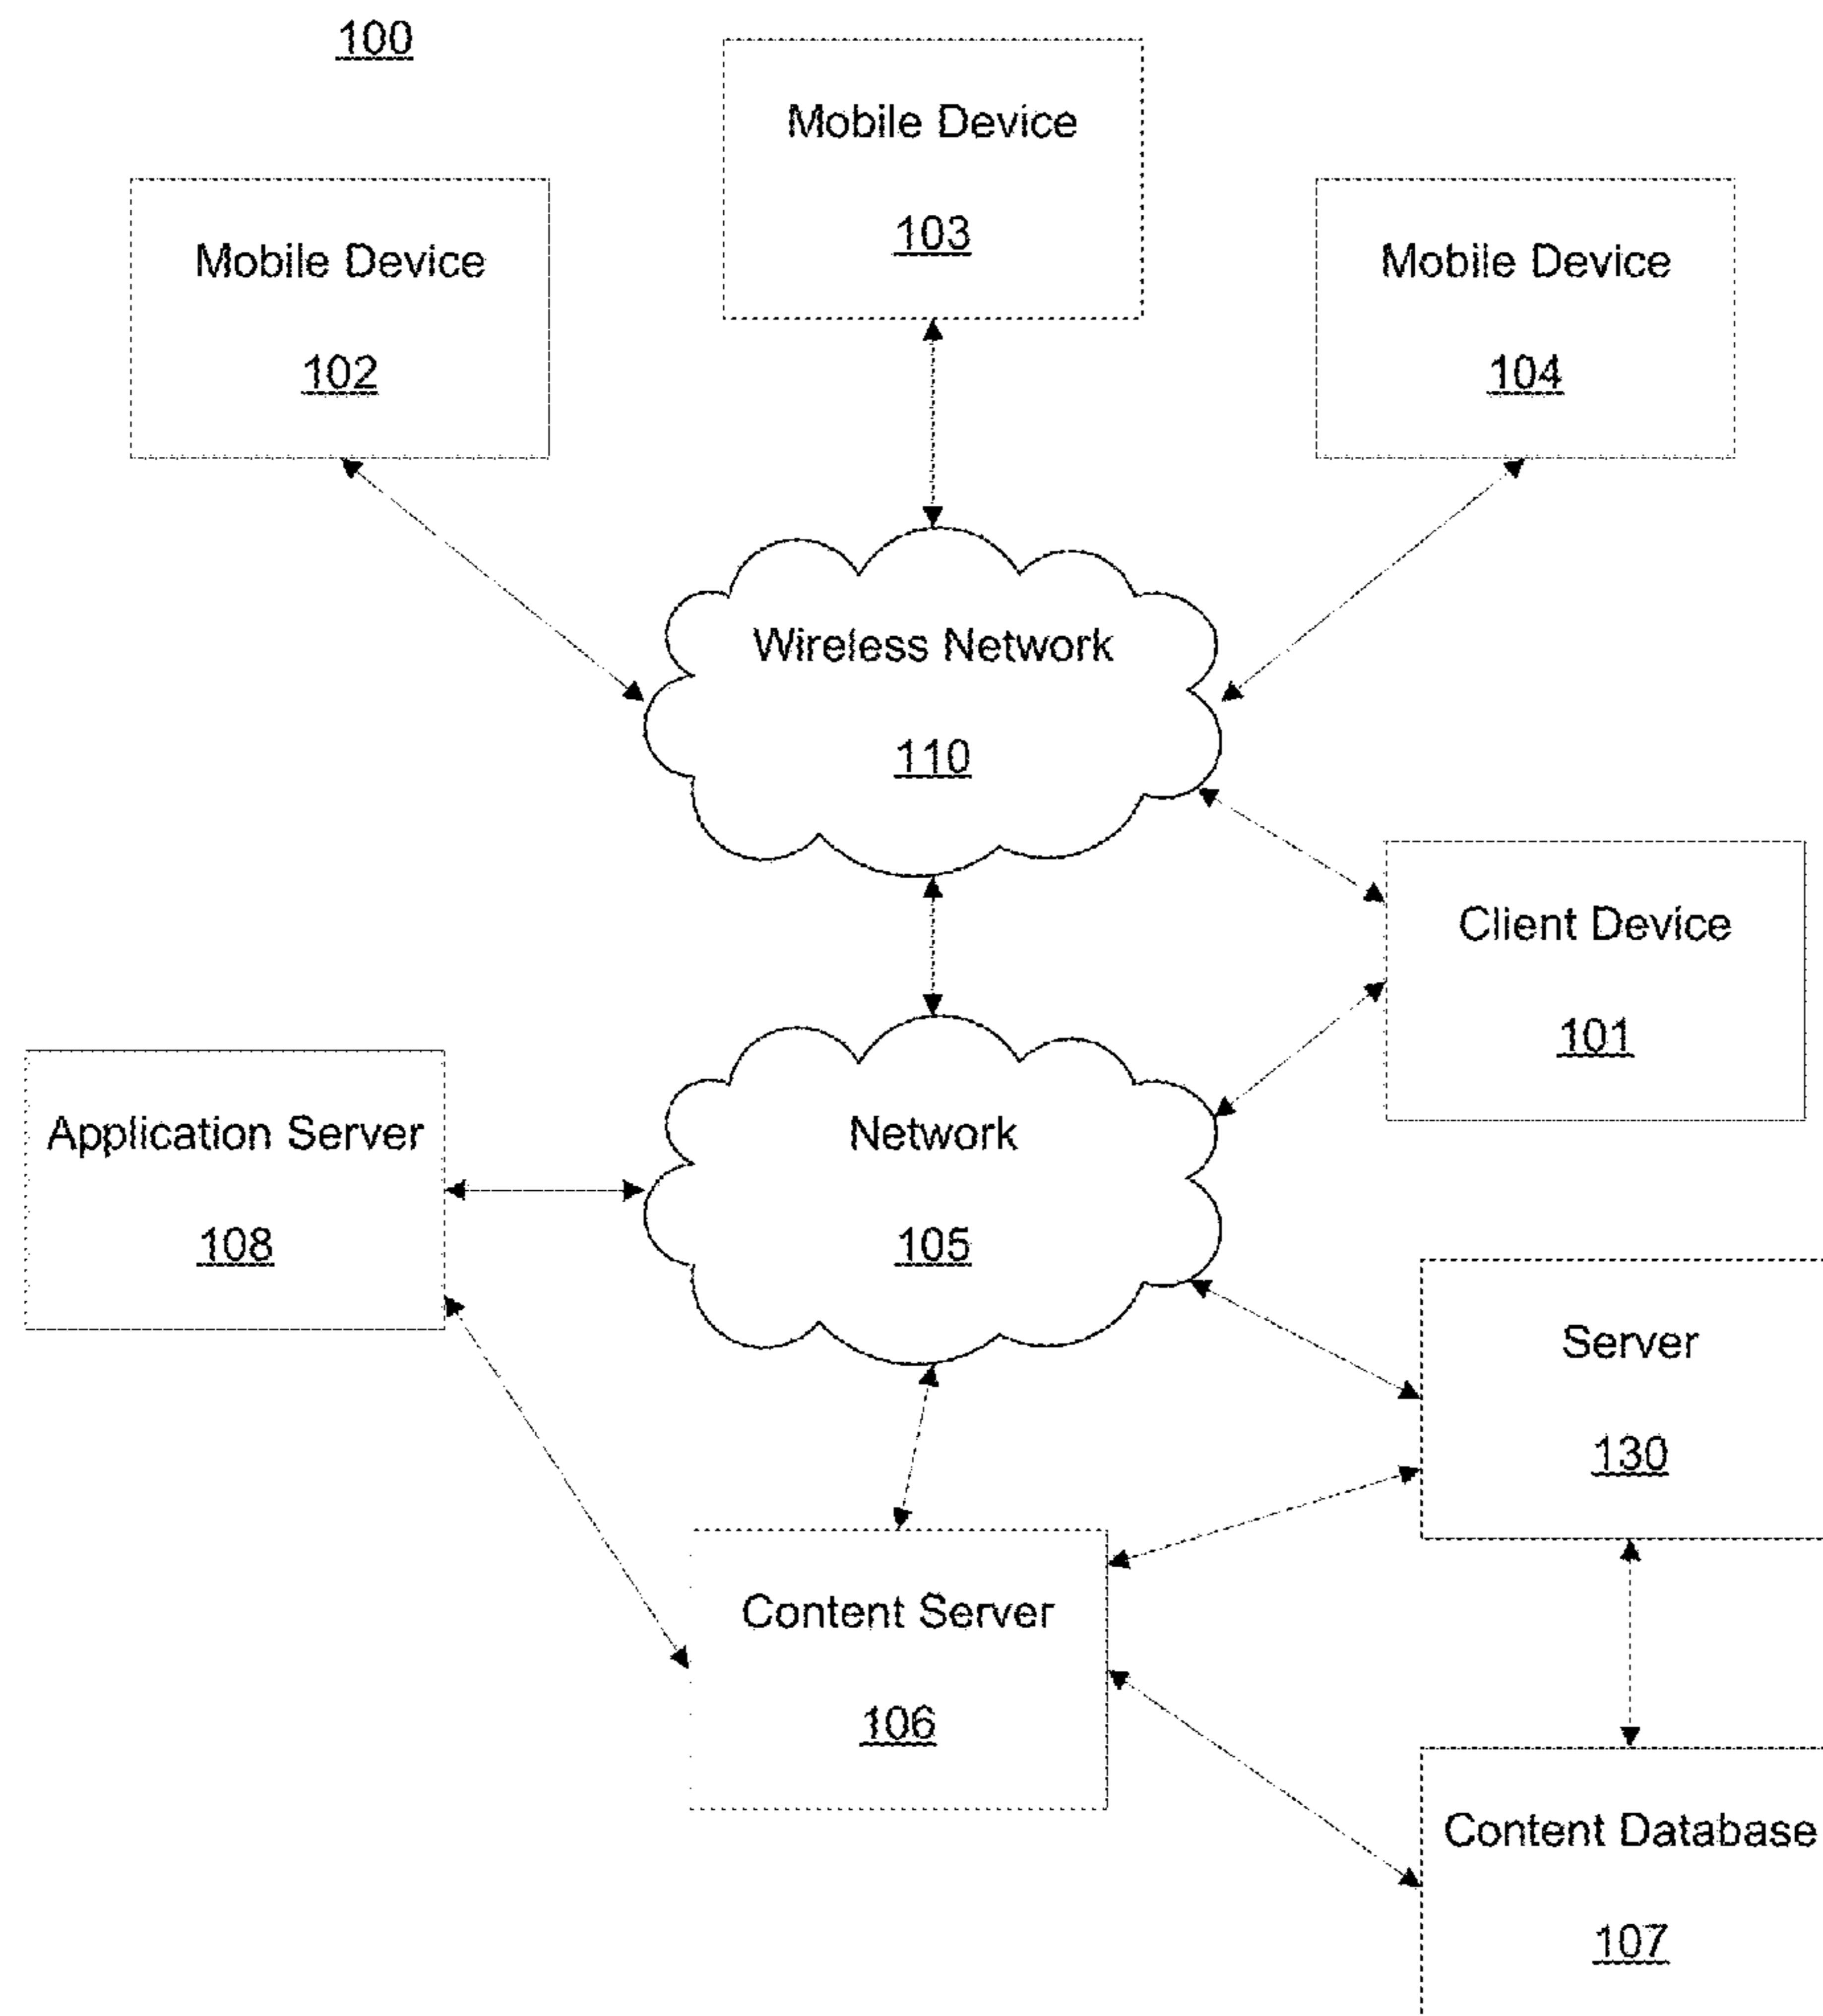 100
Mobile Device
103
Mobile Device
102
Mobile Device
104
Wireless Network
110
Client Device
101
Application Server
108
Network
105
Server
130
Content Server
106
Content Database
107